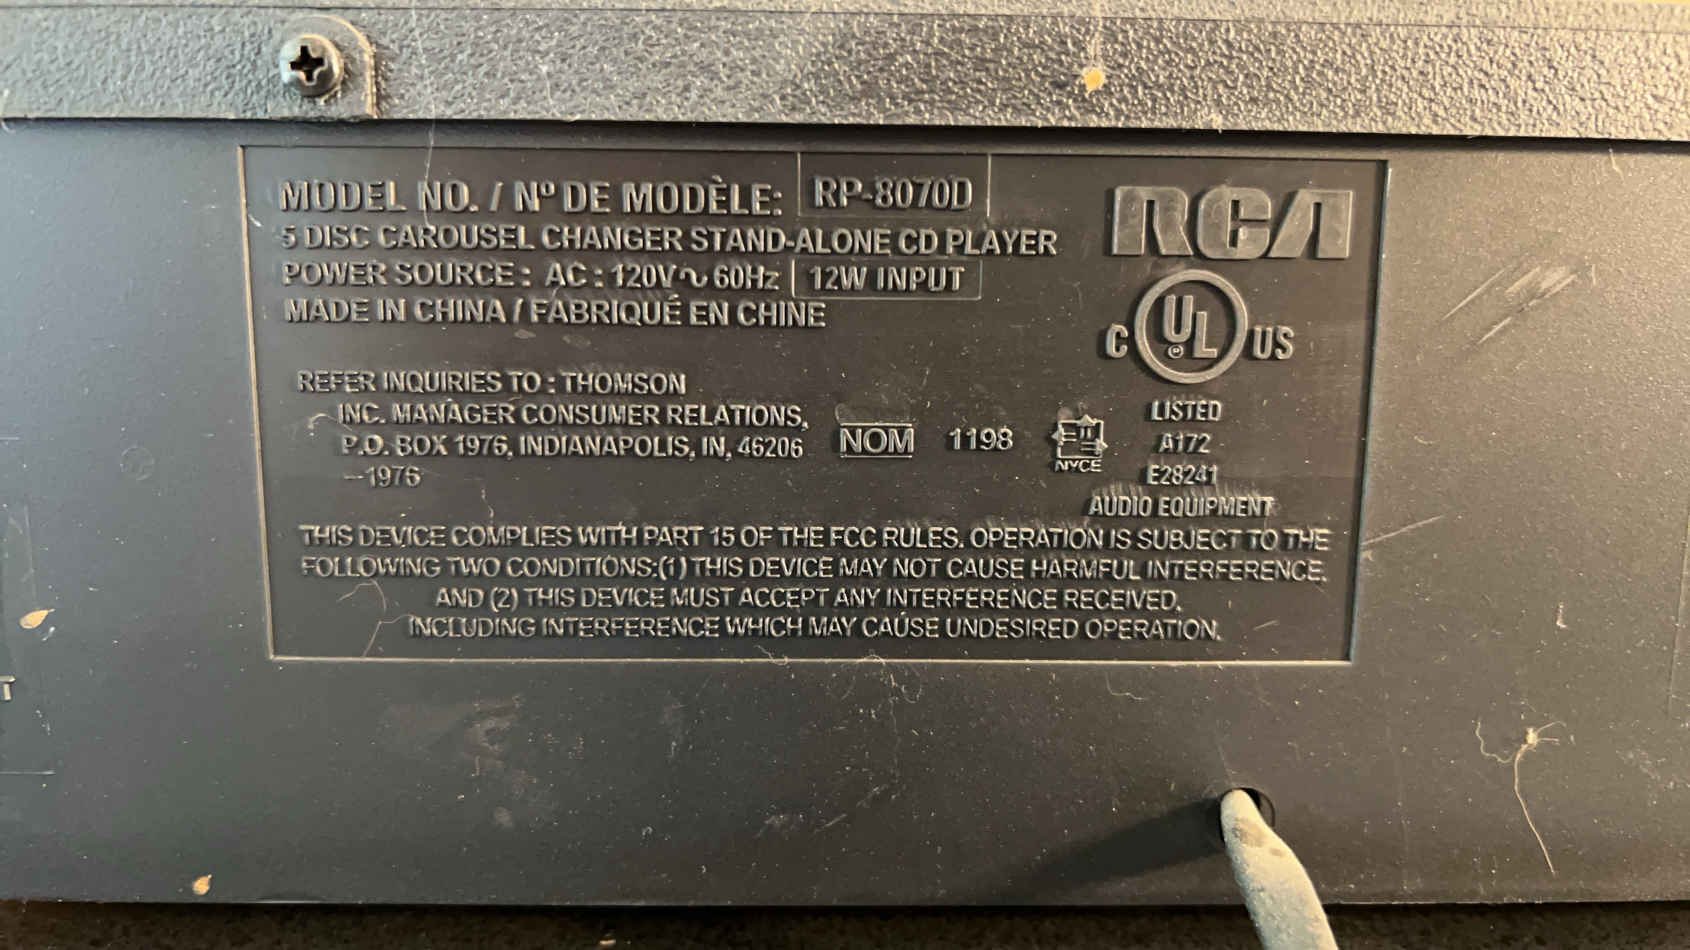 MODEL NO. / Nº DE MODÈLE: RP-8070D
5 DISC CAROUSEL CHANGER STAND-ALONE CD PLAYER
POWER SOURCE : AC : 120V ∿ 60Hz 12W INPUT
MADE IN CHINA / FABRIQUÉ EN CHINE
RCA
C UL US
LISTED
A172
E28241
AUDIO EQUIPMENT
REFER INQUIRIES TO : THOMSON
INC. MANAGER CONSUMER RELATIONS,
P.O. BOX 1976, INDIANAPOLIS, IN, 46206
--1976
NOM 1198 NYCE
THIS DEVICE COMPLIES WITH PART 15 OF THE FCC RULES. OPERATION IS SUBJECT TO THE
FOLLOWING TWO CONDITIONS:(1) THIS DEVICE MAY NOT CAUSE HARMFUL INTERFERENCE.
AND (2) THIS DEVICE MUST ACCEPT ANY INTERFERENCE RECEIVED,
INCLUDING INTERFERENCE WHICH MAY CAUSE UNDESIRED OPERATION.